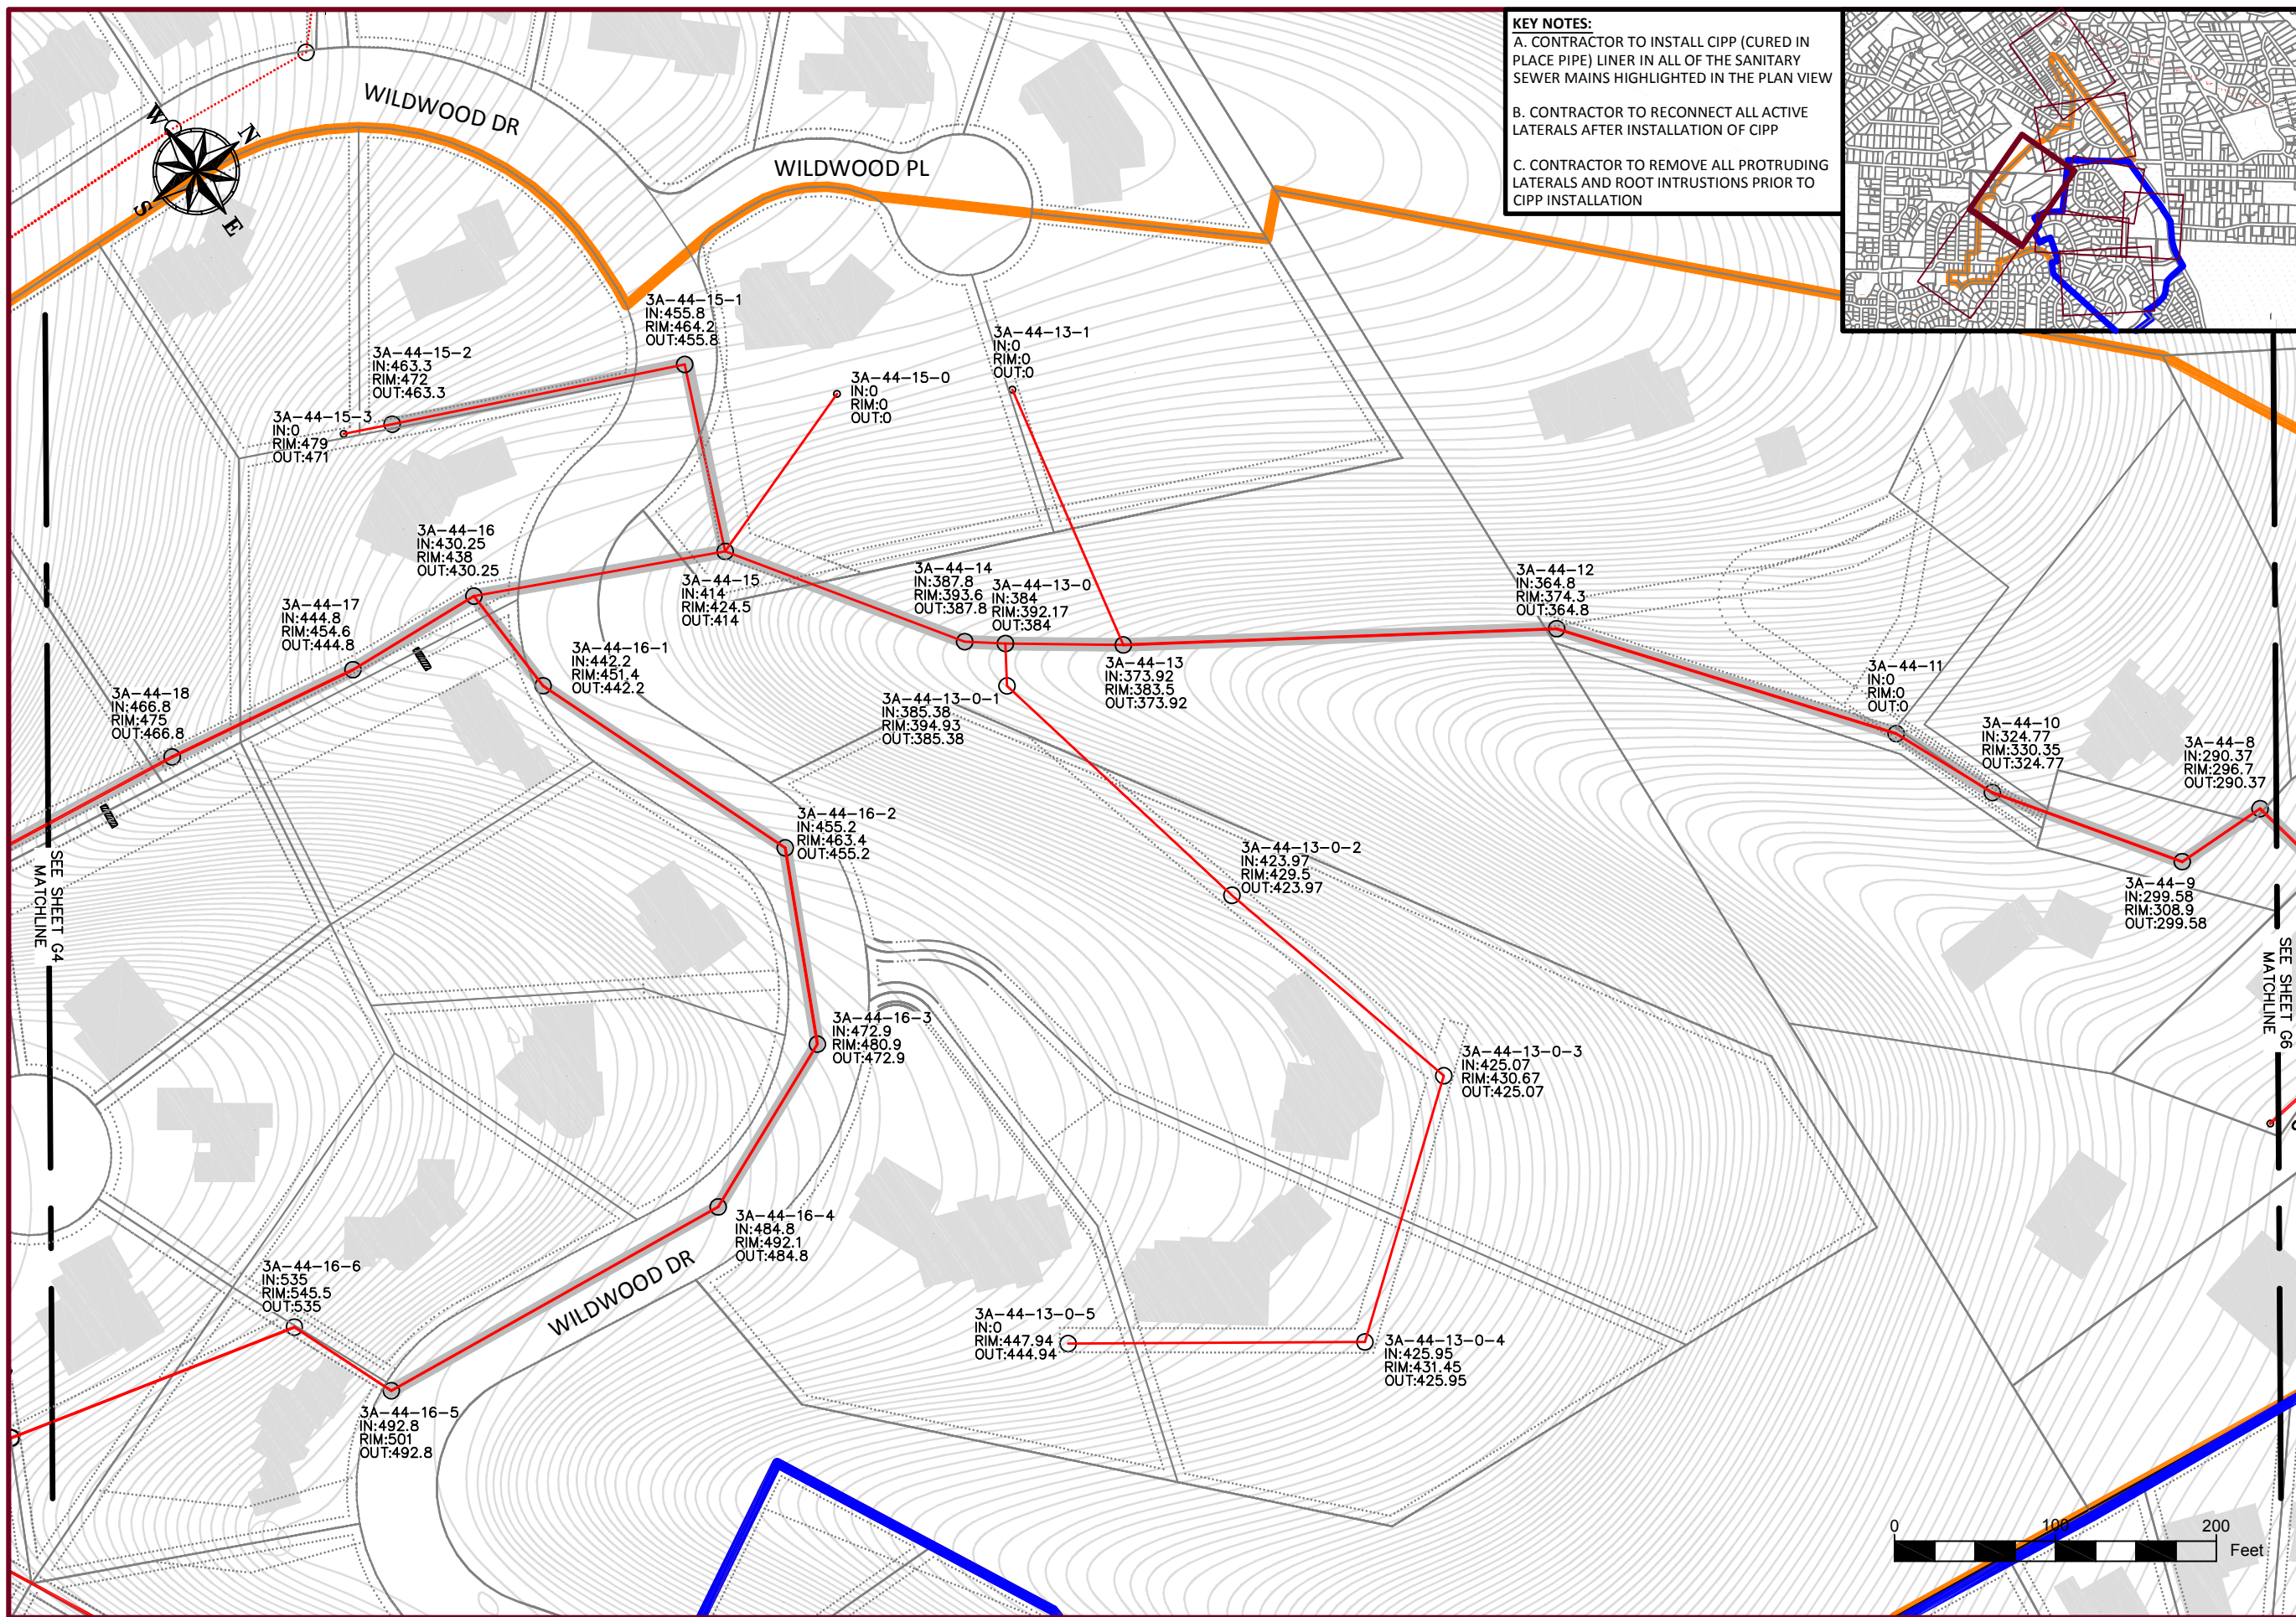 KEY NOTES:
A. CONTRACTOR TO INSTALL CIPP (CURED IN
PLACE PIPE) LINER IN ALL OF THE SANITARY
SEWER MAINS HIGHLIGHTED IN THE PLAN VIEW
B. CONTRACTOR TO RECONNECT ALL ACTIVE
LATERALS AFTER INSTALLATION OF CIPP
C. CONTRACTOR TO REMOVE ALL PROTRUDING
LATERALS AND ROOT INTRUSTIONS PRIOR TO
CIPP INSTALLATION
WILDWOOD DR
WILDWOOD PL
W
N
S
E
3A-44-15-1
IN:455.8
RIM:464.2
OUT:455.8
3A-44-15-2
IN:463.3
RIM:472
OUT:463.3
3A-44-15-3
IN:0
RIM:479
OUT:471
3A-44-15-0
IN:0
RIM:0
OUT:0
3A-44-13-1
IN:0
RIM:0
OUT:0
3A-44-16
IN:430.25
RIM:438
OUT:430.25
3A-44-15
IN:414
RIM:424.5
OUT:414
3A-44-14
IN:387.8
RIM:393.6
OUT:387.8
3A-44-13-0
IN:384
RIM:392.17
OUT:384
3A-44-12
IN:364.8
RIM:374.3
OUT:364.8
3A-44-17
IN:444.8
RIM:454.6
OUT:444.8
3A-44-16-1
IN:442.2
RIM:451.4
OUT:442.2
3A-44-13
IN:373.92
RIM:383.5
OUT:373.92
3A-44-11
IN:0
RIM:0
OUT:0
3A-44-18
IN:466.8
RIM:475
OUT:466.8
3A-44-13-0-1
IN:385.38
RIM:394.93
OUT:385.38
3A-44-10
IN:324.77
RIM:330.35
OUT:324.77
3A-44-8
IN:290.37
RIM:296.7
OUT:290.37
3A-44-16-2
IN:455.2
RIM:463.4
OUT:455.2
3A-44-13-0-2
IN:423.97
RIM:429.5
OUT:423.97
3A-44-9
IN:299.58
RIM:308.9
OUT:299.58
SEE SHEET G4
MATCHLINE
SEE SHEET G6
MATCHLINE
3A-44-16-3
IN:472.9
RIM:480.9
OUT:472.9
3A-44-13-0-3
IN:425.07
RIM:430.67
OUT:425.07
3A-44-16-4
IN:484.8
RIM:492.1
OUT:484.8
WILDWOOD DR
3A-44-16-6
IN:535
RIM:545.5
OUT:535
3A-44-13-0-5
IN:0
RIM:447.94
OUT:444.94
3A-44-13-0-4
IN:425.95
RIM:431.45
OUT:425.95
3A-44-16-5
IN:492.8
RIM:501
OUT:492.8
0 100 200
Feet